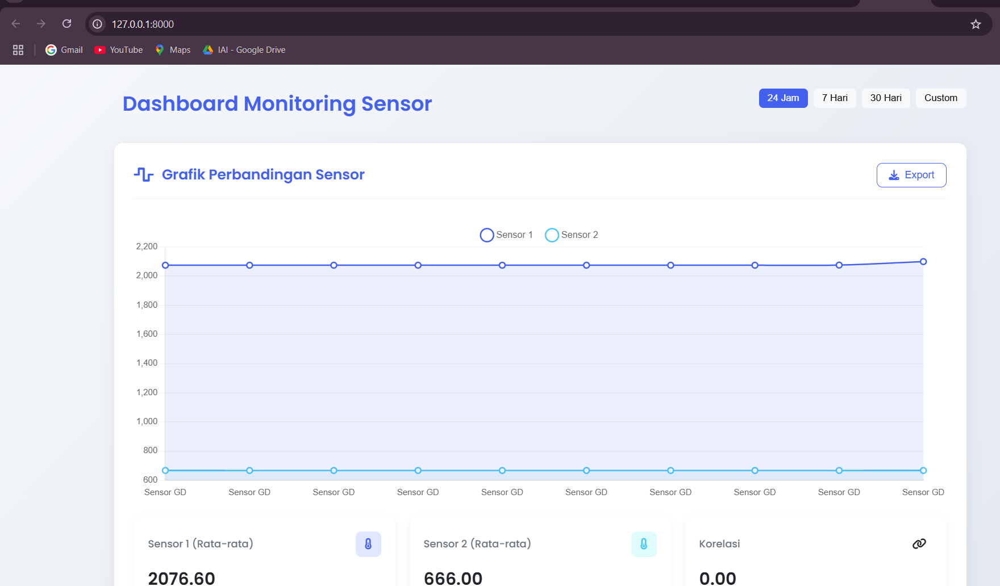 127.0.0.1:8000
Gmail YouTube Maps IAI - Google Drive
Dashboard Monitoring Sensor
24 Jam 7 Hari 30 Hari Custom
Grafik Perbandingan Sensor
Export
Sensor 1 Sensor 2
2,200
2,000
1,800
1,600
1,400
1,200
1,000
800
600
Sensor GD Sensor GD Sensor GD Sensor GD Sensor GD Sensor GD Sensor GD Sensor GD Sensor GD Sensor GD
Sensor 1 (Rata-rata)
2076.60
Sensor 2 (Rata-rata)
666.00
Korelasi
0.00